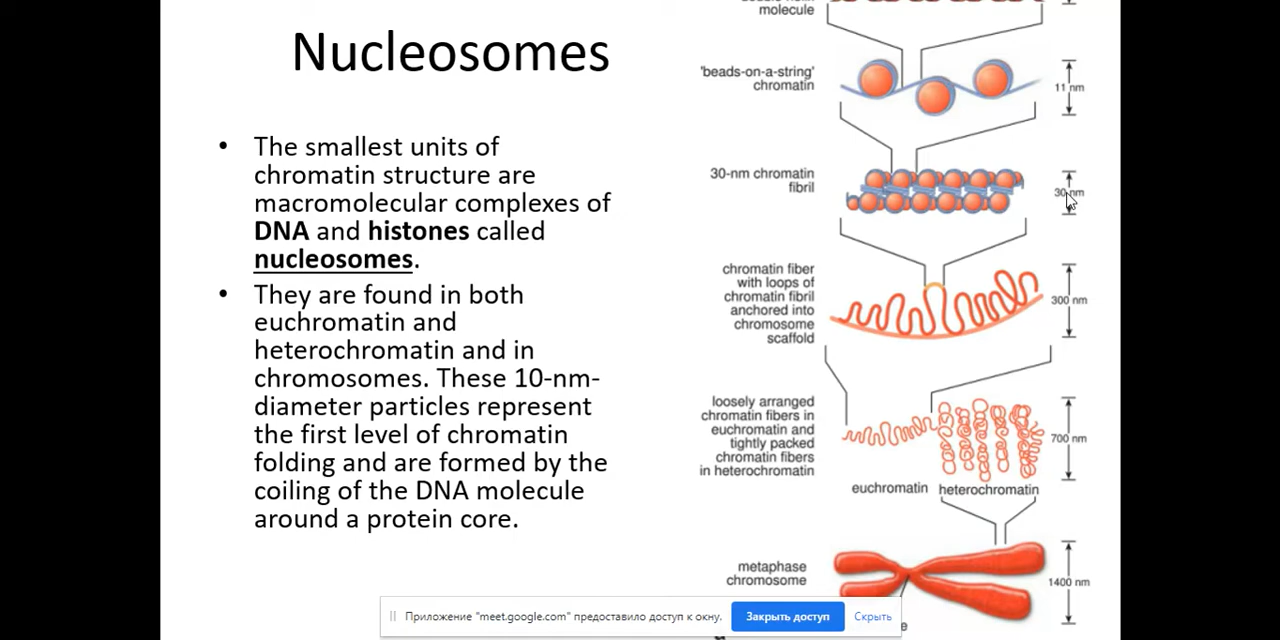 Nucleosomes
• The smallest units of
chromatin structure are
macromolecular complexes of
DNA and histones called
nucleosomes.
• They are found in both
euchromatin and
heterochromatin and in
chromosomes. These 10-nm-
diameter particles represent
the first level of chromatin
folding and are formed by the
coiling of the DNA molecule
around a protein core.
molecule
'beads-on-a-string'
chromatin
11 nm
30-nm chromatin
fibril
30 nm
chromatin fiber
with loops of
chromatin fibril
anchored into
chromosome
scaffold
300 nm
loosely arranged
chromatin fibers in
euchromatin and
tightly packed
chromatin fibers
in heterochromatin
700 nm
euchromatin heterochromatin
metaphase
chromosome
1400 nm
Приложение "meet.google.com" предоставило доступ к окну.
Закрыть доступ
Скрыть